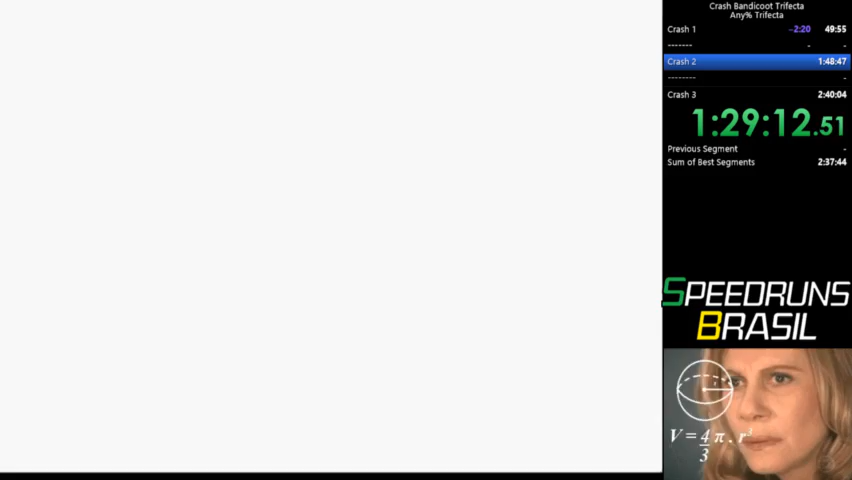 Crash Bandicoot Trifecta
Any% Trifecta
Crash 1 -2:20 49:55
------- - -
Crash 2 1:48:47
-------- -
Crash 3 2:40:04
1:29:12.51
Previous Segment -
Sum of Best Segments 2:37:44
SPEEDRUNS
BRASIL
V = 4/3 π . r³